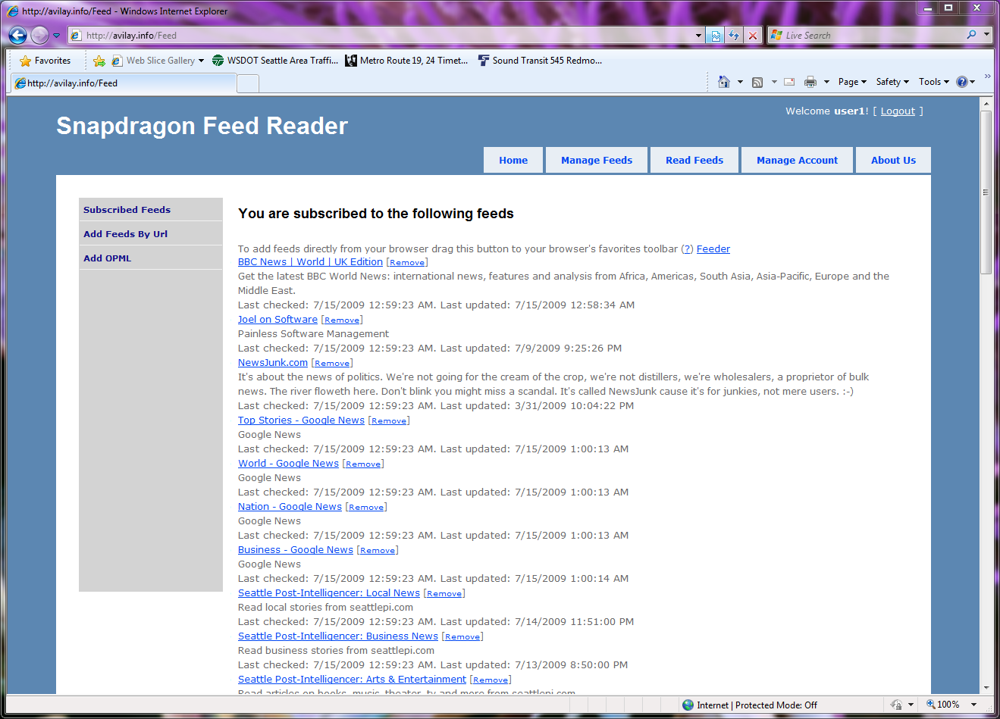 http://avilay.info/Feed - Windows Internet Explorer
http://avilay.info/Feed
Live Search
Favorites
Web Slice Gallery
WSDOT Seattle Area Traffi...
Metro Route 19, 24 Timet...
Sound Transit 545 Redmo...
http://avilay.info/Feed
Page
Safety
Tools
Welcome user1! [ Logout ]
Snapdragon Feed Reader
Home
Manage Feeds
Read Feeds
Manage Account
About Us
Subscribed Feeds
Add Feeds By Url
Add OPML
You are subscribed to the following feeds
To add feeds directly from your browser drag this button to your browser's favorites toolbar (?) Feeder
BBC News | World | UK Edition [Remove]
Get the latest BBC World News: international news, features and analysis from Africa, Americas, South Asia, Asia-Pacific, Europe and the
Middle East.
Last checked: 7/15/2009 12:59:23 AM. Last updated: 7/15/2009 12:58:34 AM
Joel on Software [Remove]
Painless Software Management
Last checked: 7/15/2009 12:59:23 AM. Last updated: 7/9/2009 9:25:26 PM
NewsJunk.com [Remove]
It's about the news of politics. We're not going for the cream of the crop, we're not distillers, we're wholesalers, a proprietor of bulk
news. The river floweth here. Don't blink you might miss a scandal. It's called NewsJunk cause it's for junkies, not mere users. :-)
Last checked: 7/15/2009 12:59:23 AM. Last updated: 3/31/2009 10:04:22 PM
Top Stories - Google News [Remove]
Google News
Last checked: 7/15/2009 12:59:23 AM. Last updated: 7/15/2009 1:00:13 AM
World - Google News [Remove]
Google News
Last checked: 7/15/2009 12:59:23 AM. Last updated: 7/15/2009 1:00:13 AM
Nation - Google News [Remove]
Google News
Last checked: 7/15/2009 12:59:23 AM. Last updated: 7/15/2009 1:00:13 AM
Business - Google News [Remove]
Google News
Last checked: 7/15/2009 12:59:23 AM. Last updated: 7/15/2009 1:00:14 AM
Seattle Post-Intelligencer: Local News [Remove]
Read local stories from seattlepi.com
Last checked: 7/15/2009 12:59:23 AM. Last updated: 7/14/2009 11:51:00 PM
Seattle Post-Intelligencer: Business News [Remove]
Read business stories from seattlepi.com
Last checked: 7/15/2009 12:59:23 AM. Last updated: 7/13/2009 8:50:00 PM
Seattle Post-Intelligencer: Arts & Entertainment [Remove]
Read articles on books, music, theater, tv and more from seattlepi.com
Internet | Protected Mode: Off
100%